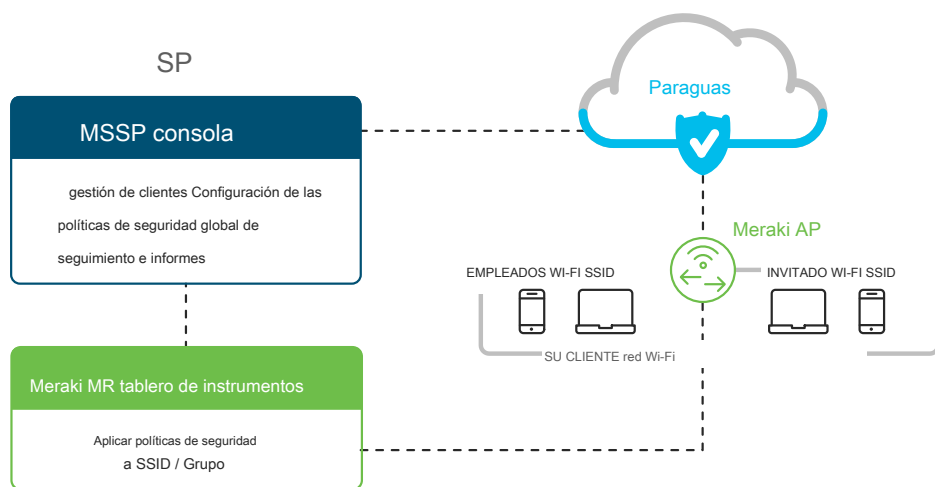 SP
MSSP consola
gestión de clientes Configuración de las
políticas de seguridad global de
seguimiento e informes
Meraki MR tablero de instrumentos
Aplicar políticas de seguridad
a SSID / Grupo
Paraguas
Meraki AP
EMPLEADOS WI-FI SSID
INVITADO WI-FI SSID
SU CLIENTE red Wi-Fi